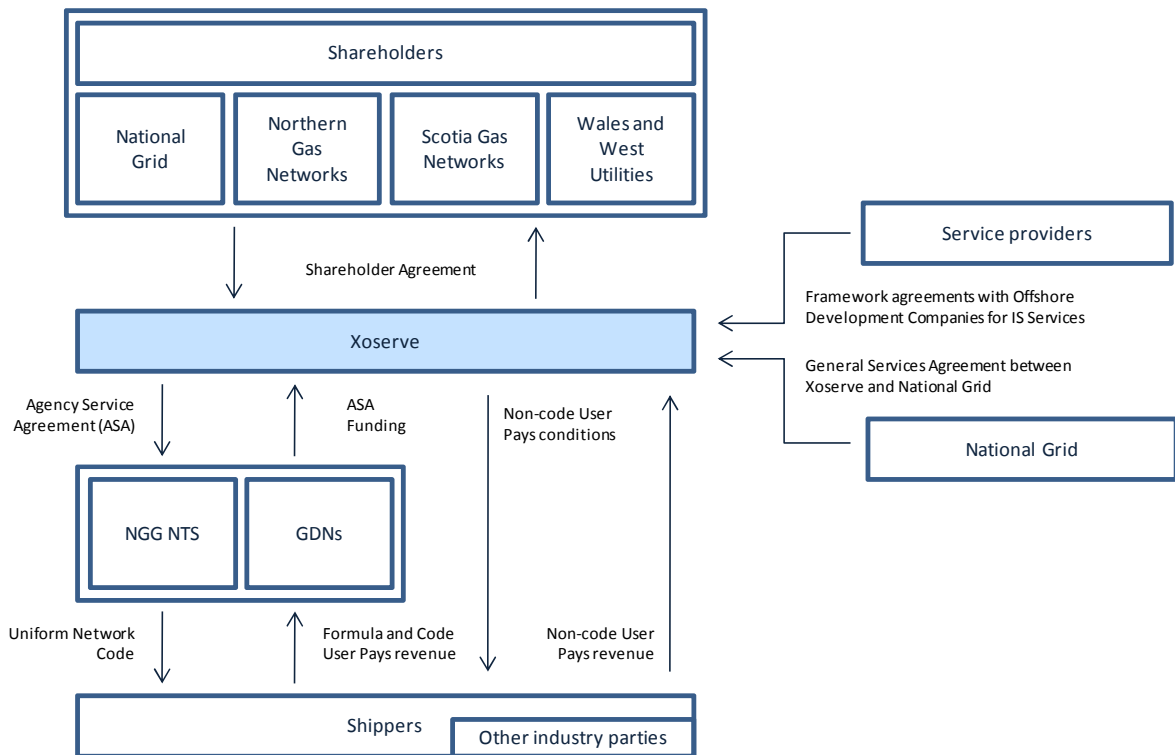 Shareholders
National
Grid
Northern
Gas
Networks
Scotia Gas
Networks
Wales and
West
Utilities
Service providers
Shareholder Agreement
Framework agreements with Offshore
Development Companies for IS Services
Xoserve
General Services Agreement between
Xoserve and National Grid
Agency Service
Agreement (ASA)
ASA
Funding
Non-code User
Pays conditions
National Grid
NGG NTS
GDNs
Uniform Network
Code
Formula and Code
User Pays revenue
Non-code User
Pays revenue
Shippers
Other industry parties